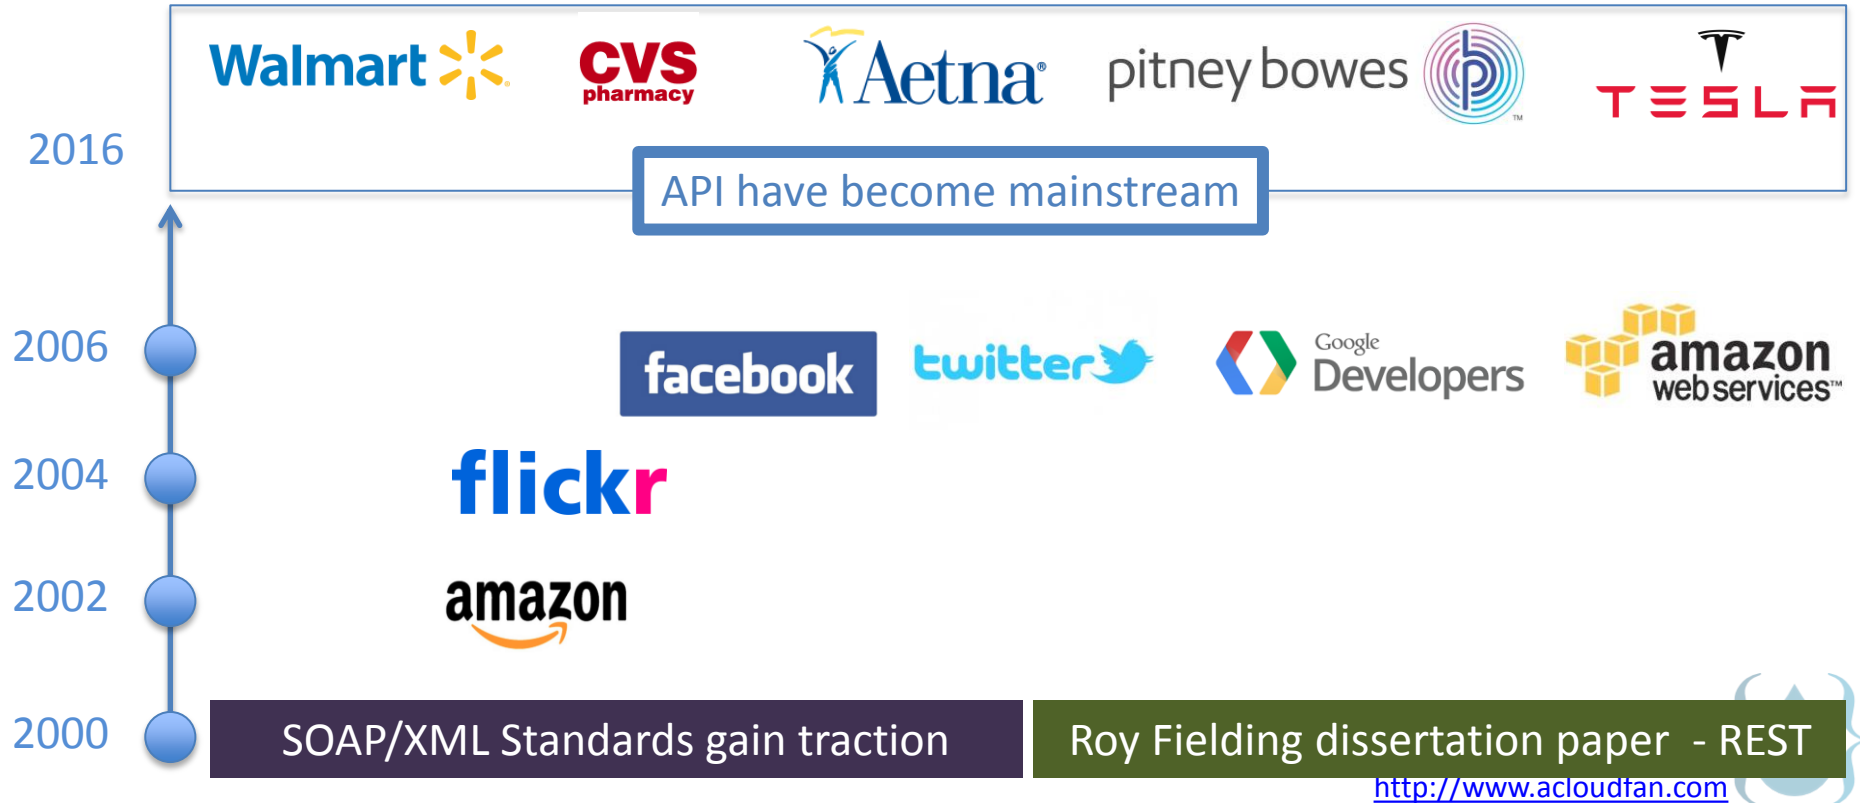 Walmart
CVS
pharmacy
Aetna®
pitney bowes
TM
TESLA
2016
API have become mainstream
2006
facebook
twitter
Google
Developers
amazon
web services™
2004
flickr
2002
amazon
2000
SOAP/XML Standards gain traction
Roy Fielding dissertation paper - REST
http://www.acloudfan.com